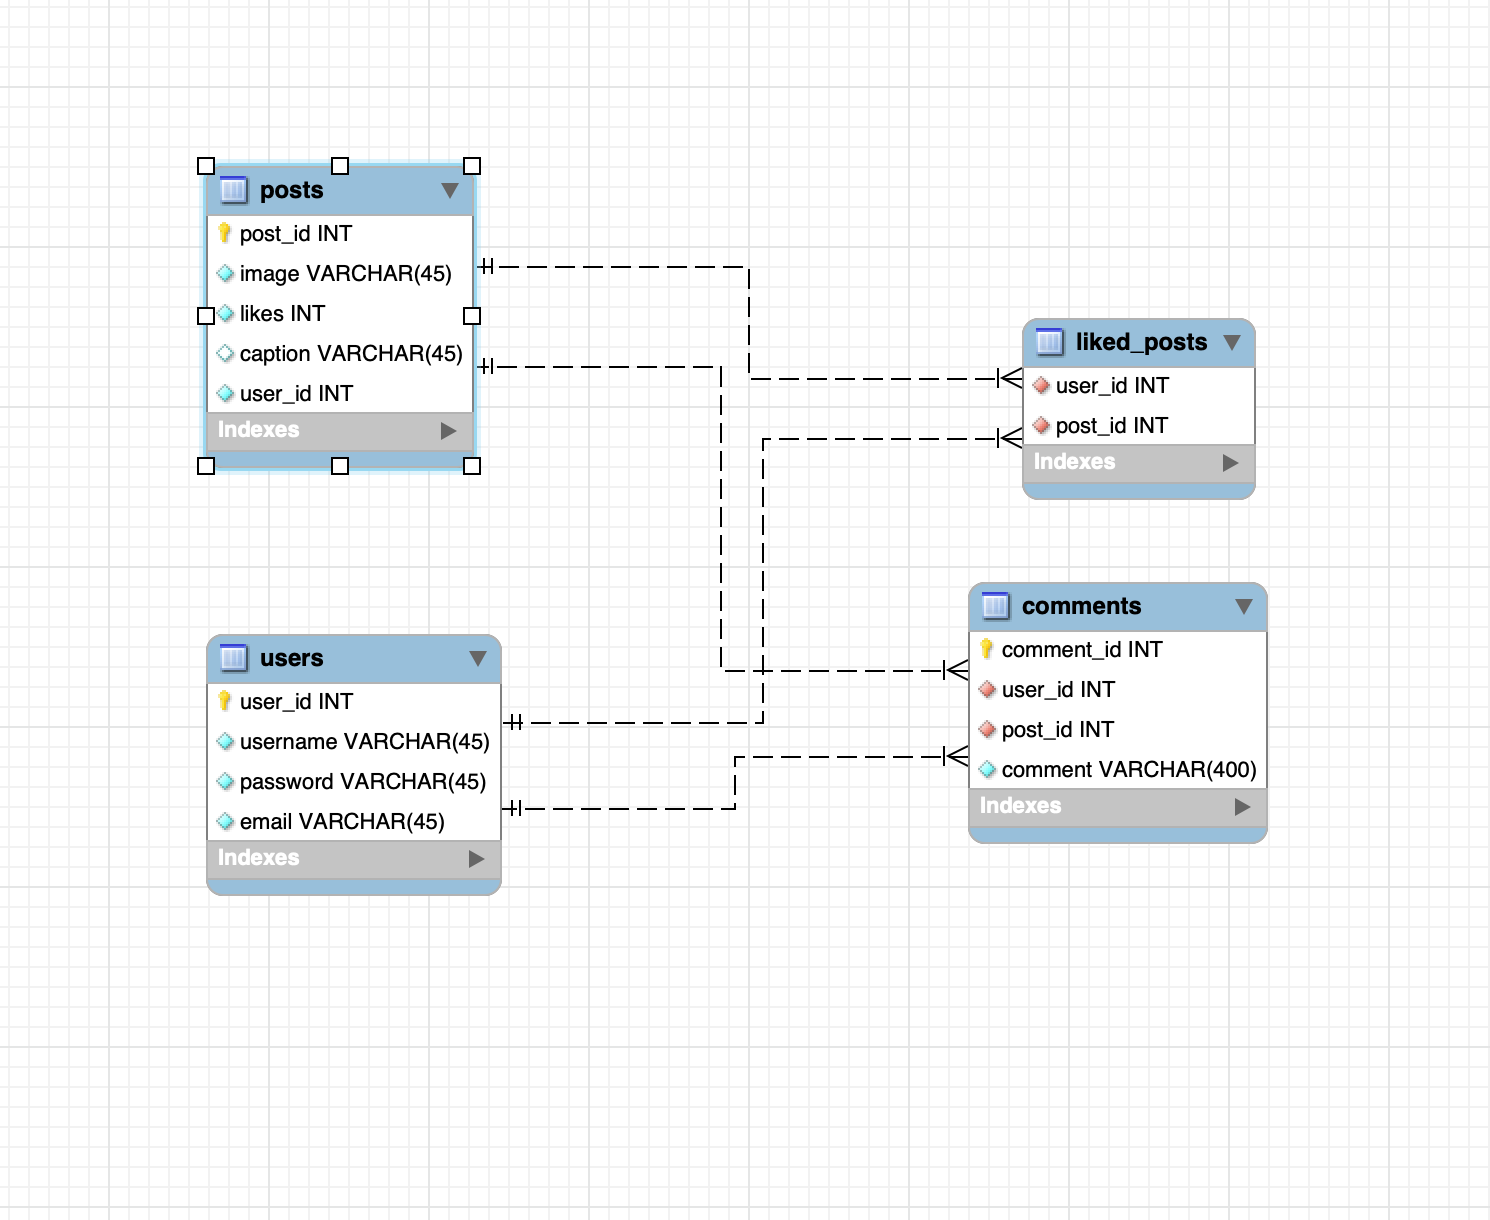 posts
post_id INT
image VARCHAR(45)
likes INT
caption VARCHAR(45)
user_id INT
Indexes
liked_posts
user_id INT
post_id INT
Indexes
users
user_id INT
username VARCHAR(45)
password VARCHAR(45)
email VARCHAR(45)
Indexes
comments
comment_id INT
user_id INT
post_id INT
comment VARCHAR(400)
Indexes